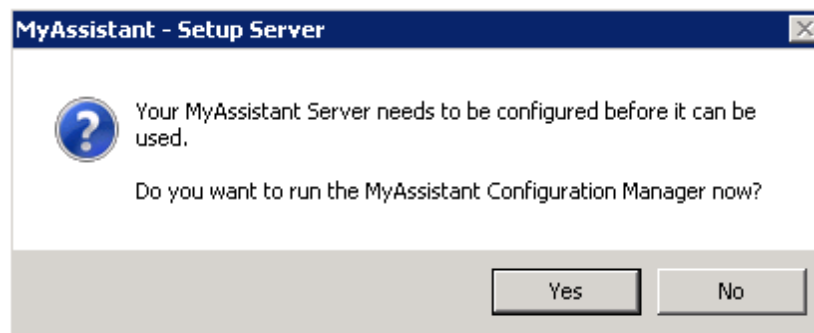 MyAssistant - Setup Server
Your MyAssistant Server needs to be configured before it can be
used.
Do you want to run the MyAssistant Configuration Manager now?
Yes
No